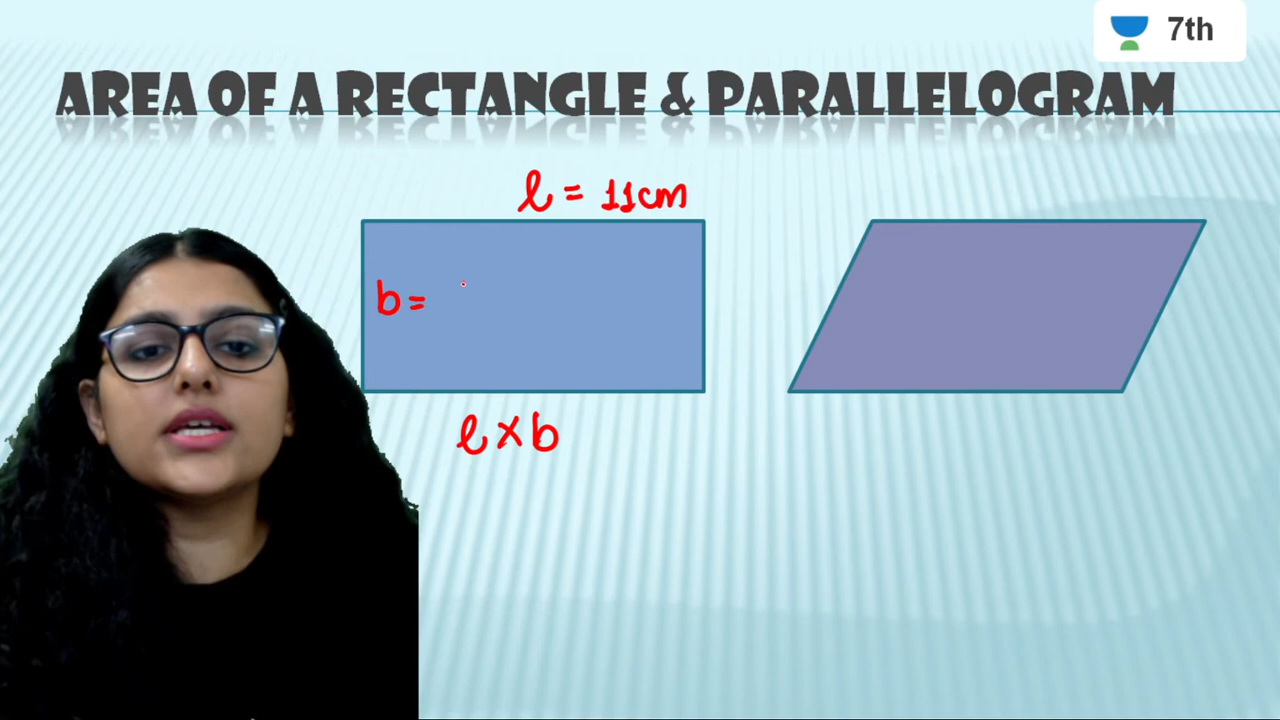 7th
AREA OF A RECTANGLE & PARALLELOGRAM
l = 11cm
b =
l × b